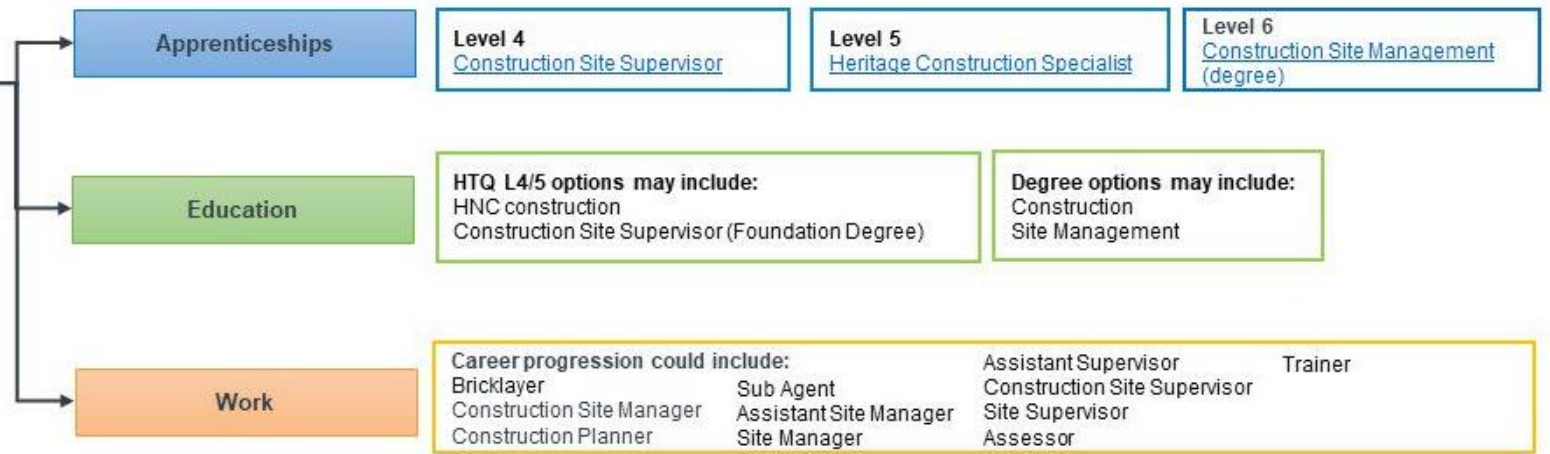 Apprenticeships
Level 4
Construction Site Supervisor
Level 5
Heritage Construction Specialist
Level 6
Construction Site Management
(degree)
Education
HTQ L4/5 options may include:
HNC construction
Construction Site Supervisor (Foundation Degree)
Degree options may include:
Construction
Site Management
Work
Career progression could include:
Bricklayer
Construction Site Manager
Construction Planner
Sub Agent
Assistant Site Manager
Site Manager
Assistant Supervisor
Construction Site Supervisor
Site Supervisor
Assessor
Trainer